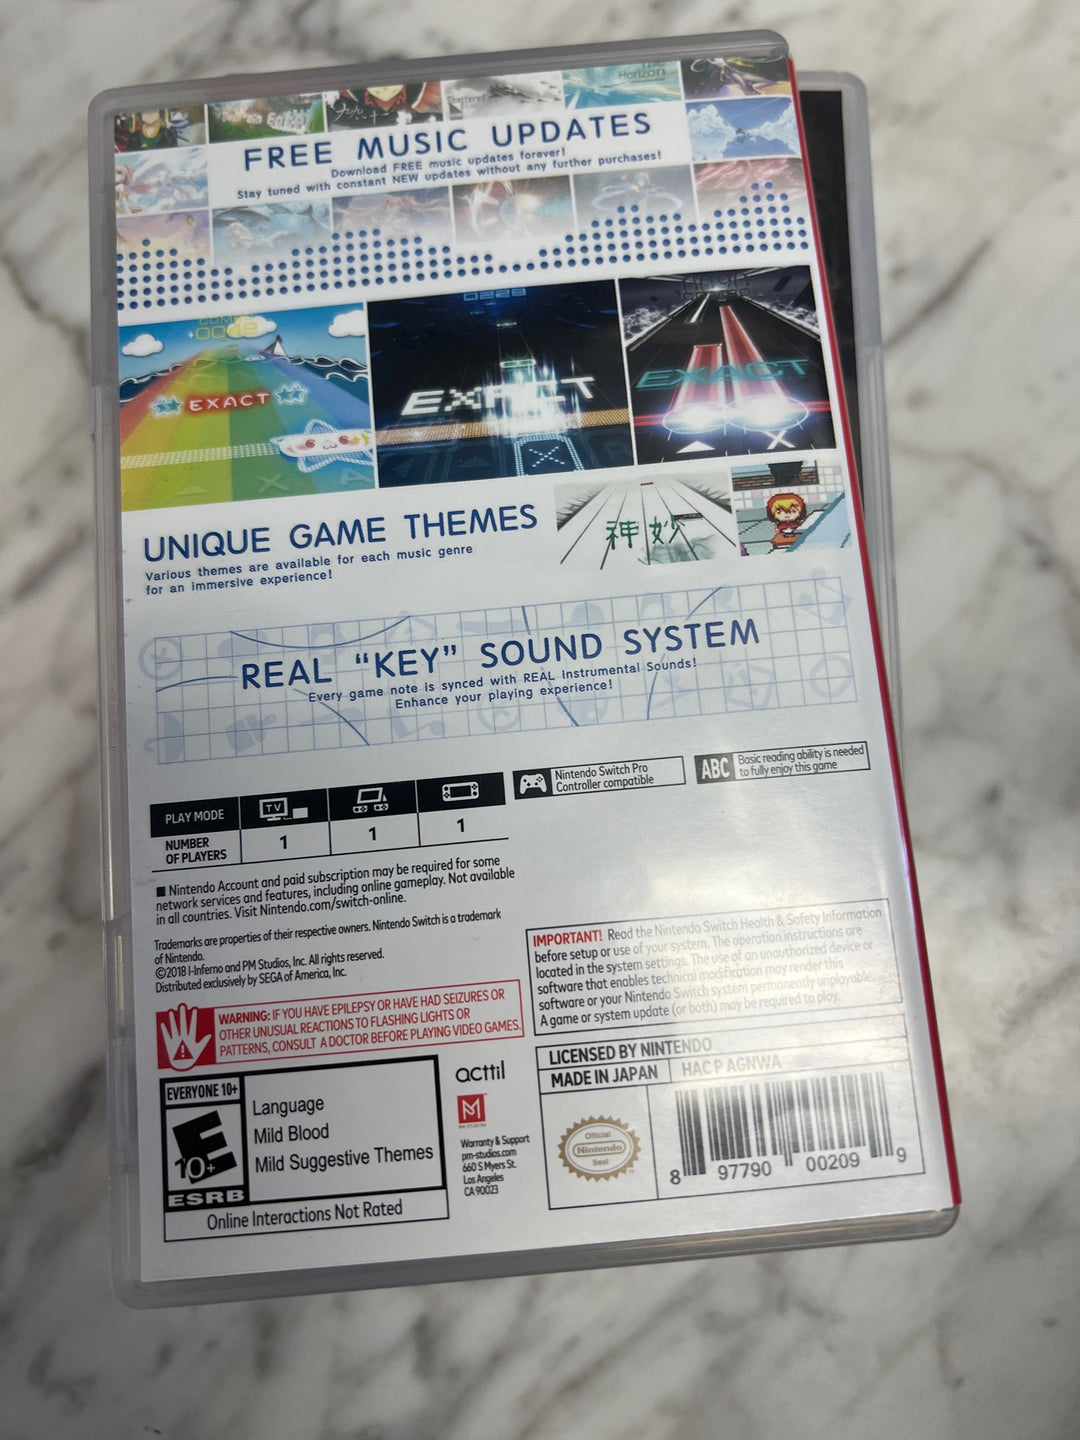 The
Horizon
FREE MUSIC UPDATES
Download FREE music updates forever!
Stay tuned with constant NEW updates without any further purchases!
COMBO
0049
EXACT
0228
EXACT
EXACT
X
X
神妙
UNIQUE GAME THEMES
Various themes are available for each music genre
for an immersive experience!
REAL “KEY” SOUND SYSTEM
Every game note is synced with REAL Instrumental Sounds!
Enhance your playing experience!
PLAY MODE
TV
NUMBER
OF PLAYERS
1
1
1
Nintendo Switch Pro
Controller compatible
ABC
Basic reading ability is needed
to fully enjoy this game
■ Nintendo Account and paid subscription may be required for some
network services and features, including online gameplay. Not available
in all countries. Visit Nintendo.com/switch-online.
Trademarks are properties of their respective owners. Nintendo Switch is a trademark
of Nintendo.
©2018 I-Inferno and PM Studios, Inc. All rights reserved.
Distributed exclusively by SEGA of America, Inc.
IMPORTANT! Read the Nintendo Switch Health & Safety Information
before setup or use of your system. The operation instructions are
located in the system settings. The use of an unauthorized device or
software that enables technical modification may render this
software or your Nintendo Switch system permanently unplayable.
A game or system update (or both) may be required to play.
WARNING: IF YOU HAVE EPILEPSY OR HAVE HAD SEIZURES OR
OTHER UNUSUAL REACTIONS TO FLASHING LIGHTS OR
PATTERNS, CONSULT A DOCTOR BEFORE PLAYING VIDEO GAMES.
EVERYONE 10+
E
10+
ESRB
Language
Mild Blood
Mild Suggestive Themes
Online Interactions Not Rated
acttil
M
Warranty & Support
pm-studios.com
660 S Myers St.
Los Angeles
CA 90023
LICENSED BY NINTENDO
MADE IN JAPAN
HAC P AGNWA
Official
Nintendo
Seal
8 97790 00209 9